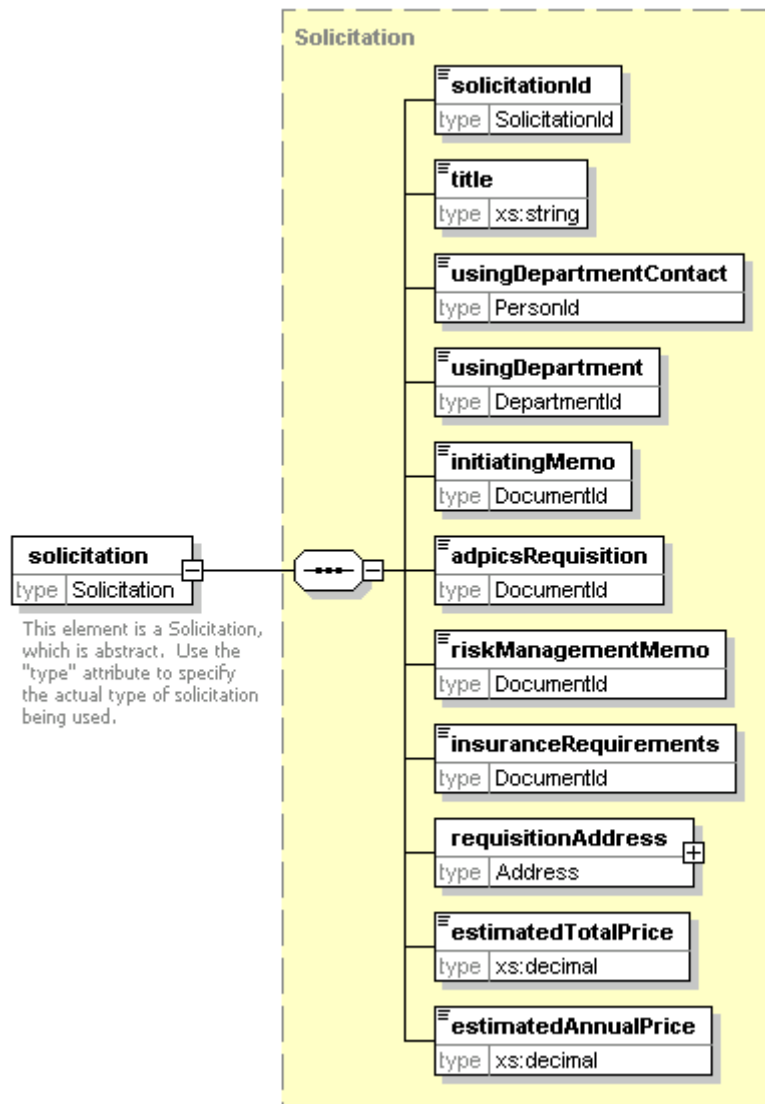 Solicitation
solicitationId
type SolicitationId
title
type xs:string
usingDepartmentContact
type PersonId
usingDepartment
type DepartmentId
initiatingMemo
type DocumentId
solicitation
type Solicitation
This element is a Solicitation,
which is abstract. Use the
"type" attribute to specify
the actual type of solicitation
being used.
adpicsRequisition
type DocumentId
riskManagementMemo
type DocumentId
insuranceRequirements
type DocumentId
requisitionAddress
type Address
estimatedTotalPrice
type xs:decimal
estimatedAnnualPrice
type xs:decimal